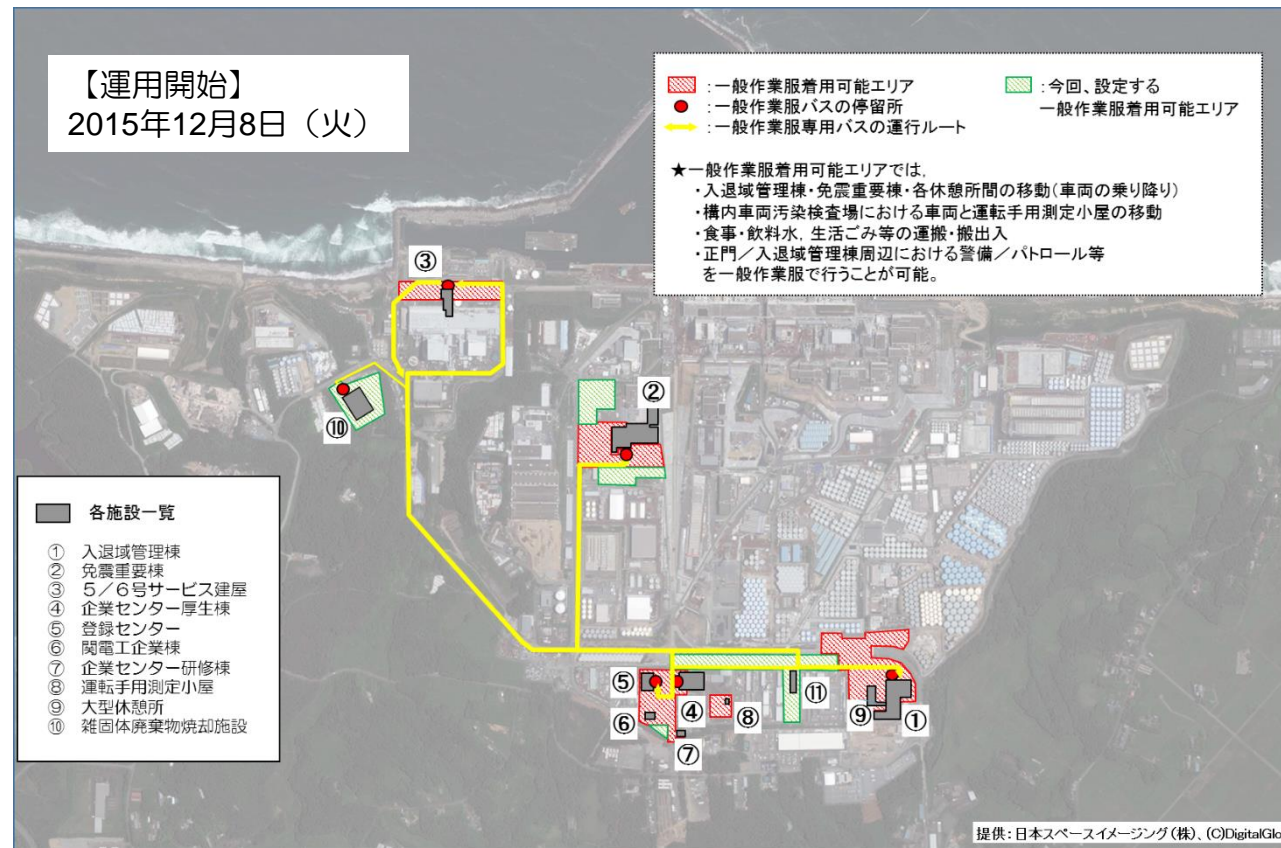 【運用開始】
2015年12月8日（火）
：一般作業服着用可能エリア
：一般作業服バスの停留所
：一般作業服専用バスの運行ルート
：今回、設定する
一般作業服着用可能エリア
★一般作業服着用可能エリアでは,
・入退域管理棟・免震重要棟・各休憩所間の移動（車両の乗り降り）
・構内車両汚染検査場における車両と運転手用測定小屋の移動
・食事・飲料水, 生活ごみ等の運搬・搬出入
・正門／入退域管理棟周辺における警備／パトロール等
を一般作業服で行うことが可能。
③
②
⑩
各施設一覧
① 入退域管理棟
② 免震重要棟
③ ５／６号サービス建屋
④ 企業センター厚生棟
⑤ 登録センター
⑥ 関電工企業棟
⑦ 企業センター研修棟
⑧ 運転手用測定小屋
⑨ 大型休憩所
⑩ 雑固体廃棄物焼却施設
⑤
④
⑥
⑦
⑧
⑪
⑨
①
提供：日本スペースイメージング（株）、(C)DigitalGlo